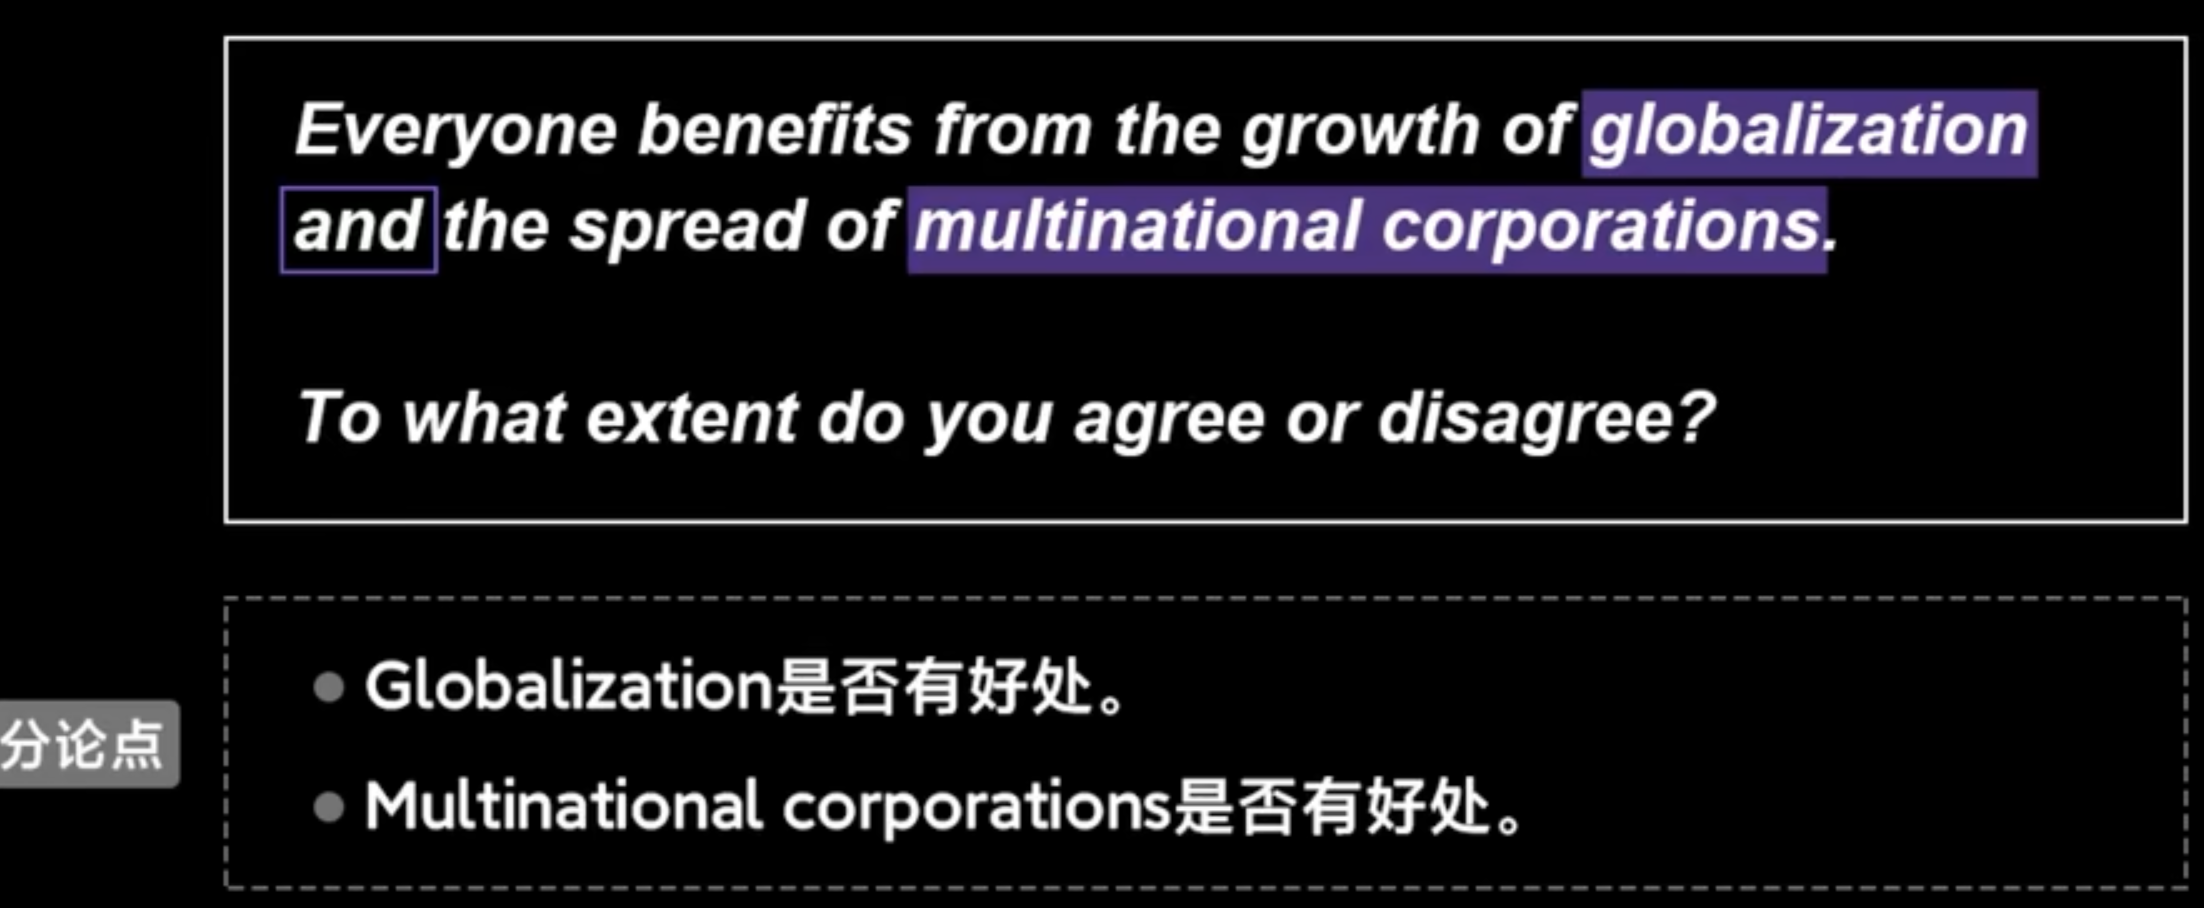 Everyone benefits from the growth of globalization
and the spread of multinational corporations.
To what extent do you agree or disagree?
分论点
Globalization是否有好处。
Multinational corporations是否有好处。